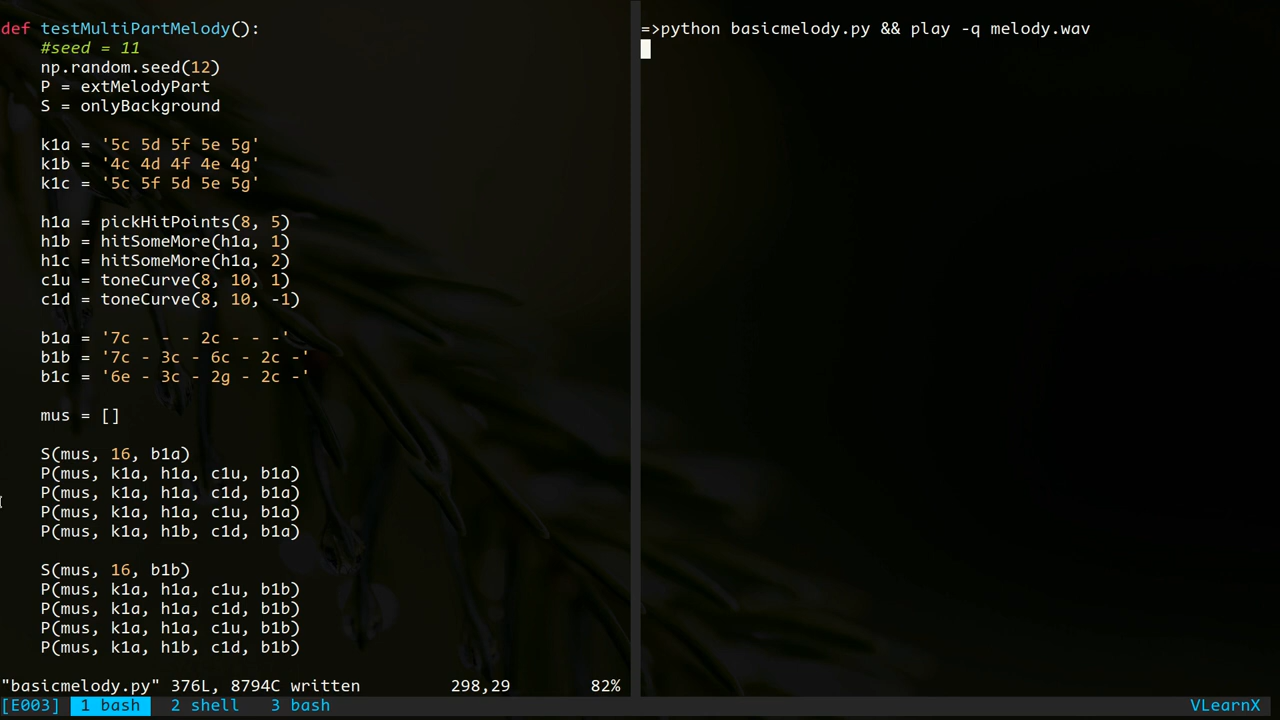 def testMultiPartMelody():
    #seed = 11
    np.random.seed(12)
    P = extMelodyPart
    S = onlyBackground
    k1a = '5c 5d 5f 5e 5g'
    k1b = '4c 4d 4f 4e 4g'
    k1c = '5c 5f 5d 5e 5g'
    h1a = pickHitPoints(8, 5)
    h1b = hitSomeMore(h1a, 1)
    h1c = hitSomeMore(h1a, 2)
    c1u = toneCurve(8, 10, 1)
    c1d = toneCurve(8, 10, -1)
    b1a = '7c - - - 2c - - -'
    b1b = '7c - 3c - 6c - 2c -'
    b1c = '6e - 3c - 2g - 2c -'
    mus = []
    S(mus, 16, b1a)
    P(mus, k1a, h1a, c1u, b1a)
    P(mus, k1a, h1a, c1d, b1a)
    P(mus, k1a, h1a, c1u, b1a)
    P(mus, k1a, h1b, c1d, b1a)
    S(mus, 16, b1b)
    P(mus, k1a, h1a, c1u, b1b)
    P(mus, k1a, h1a, c1d, b1b)
    P(mus, k1a, h1a, c1u, b1b)
    P(mus, k1a, h1b, c1d, b1b)
"basicmelody.py" 376L, 8794C written 298,29 82%
=>python basicmelody.py && play -q melody.wav
[E003] 1 bash 2 shell 3 bash VLearnX